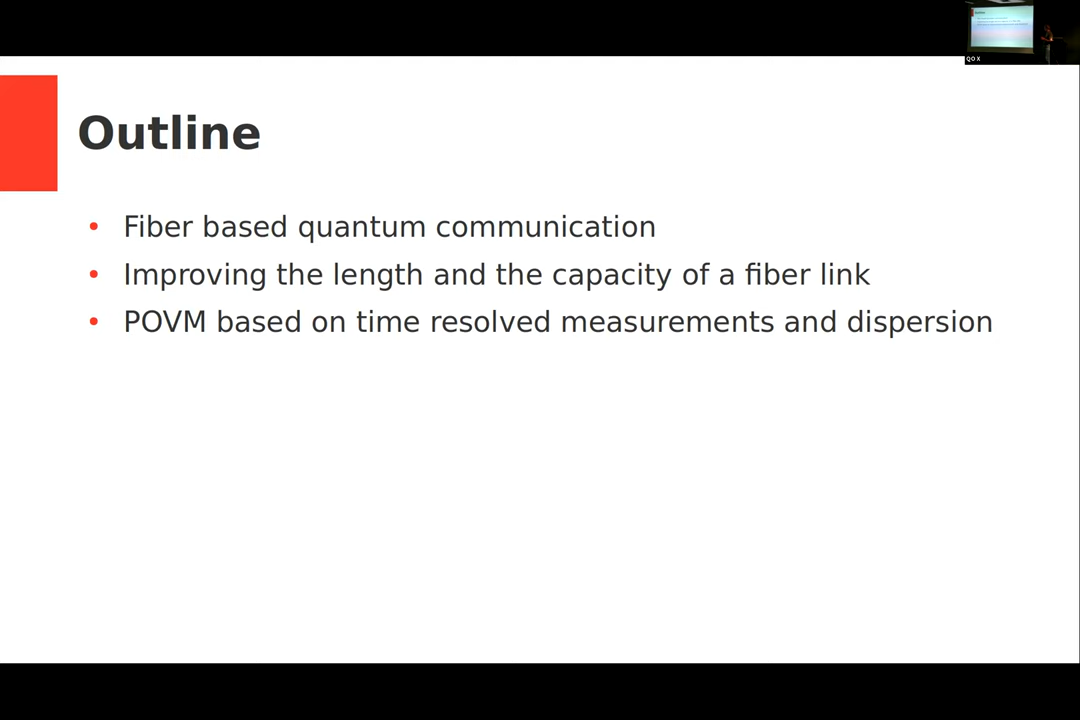 Outline
• Fiber based quantum communication
• Improving the length and the capacity of a fiber link
• POVM based on time resolved measurements and dispersion
QOX